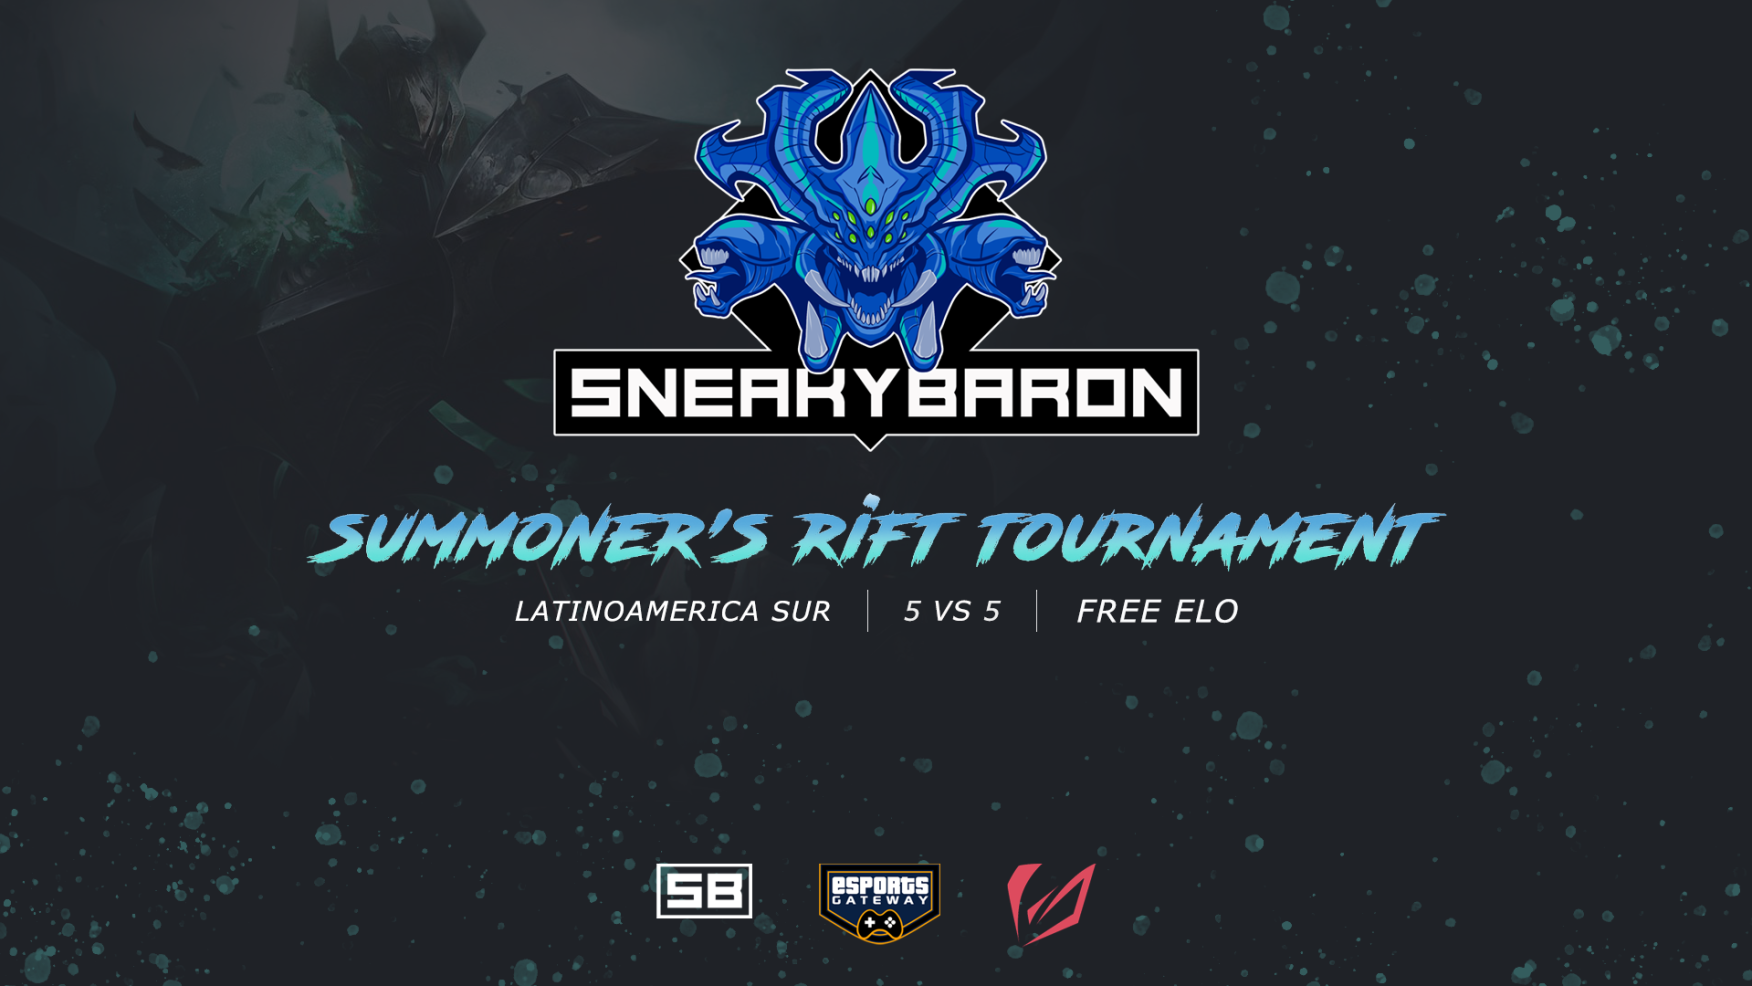 SNEAKYBARON
SUMMONER'S RIFT TOURNAMENT
LATINOAMERICA SUR | 5 VS 5 | FREE ELO
SB
eSPORTS
GATEWAY